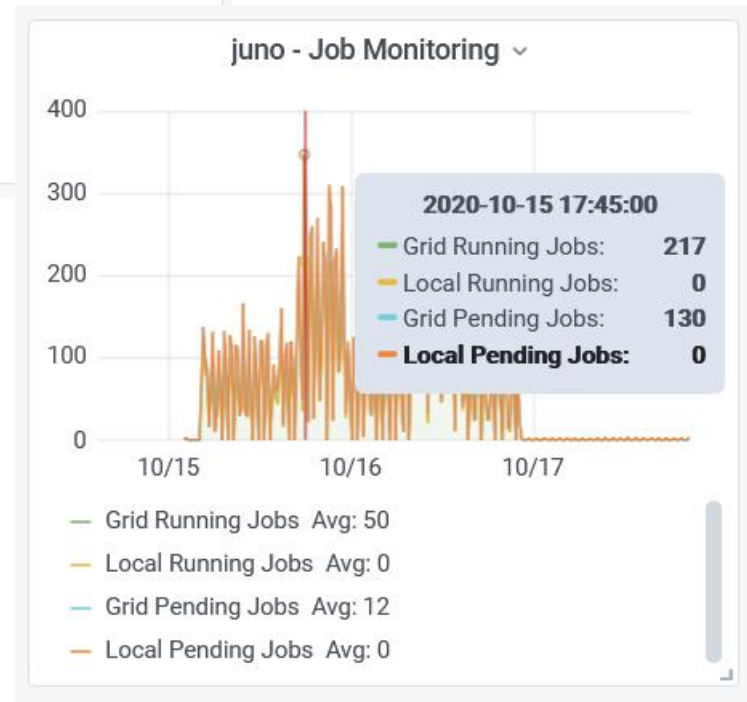 juno - Job Monitoring
400
300
200
100
0
10/15 10/16 10/17
2020-10-15 17:45:00
Grid Running Jobs: 217
Local Running Jobs: 0
Grid Pending Jobs: 130
Local Pending Jobs: 0
Grid Running Jobs Avg: 50
Local Running Jobs Avg: 0
Grid Pending Jobs Avg: 12
Local Pending Jobs Avg: 0